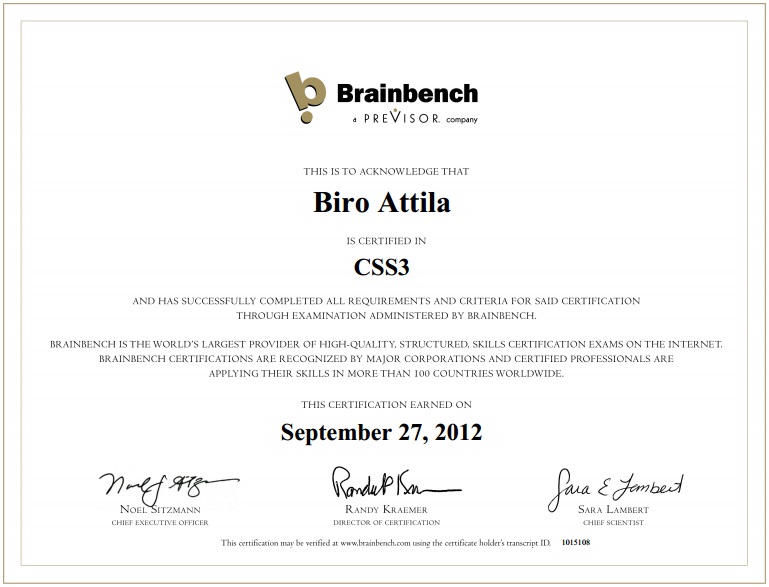 Brainbench
a PREVISOR. company
THIS IS TO ACKNOWLEDGE THAT
Biro Attila
IS CERTIFIED IN
CSS3
AND HAS SUCCESSFULLY COMPLETED ALL REQUIREMENTS AND CRITERIA FOR SAID CERTIFICATION
THROUGH EXAMINATION ADMINISTERED BY BRAINBENCH.
BRAINBENCH IS THE WORLD'S LARGEST PROVIDER OF HIGH-QUALITY, STRUCTURED, SKILLS CERTIFICATION EXAMS ON THE INTERNET.
BRAINBENCH CERTIFICATIONS ARE RECOGNIZED BY MAJOR CORPORATIONS AND CERTIFIED PROFESSIONALS ARE
APPLYING THEIR SKILLS IN MORE THAN 100 COUNTRIES WORLDWIDE.
THIS CERTIFICATION EARNED ON
September 27, 2012
Sara E Lambert
NOEL SITZMANN
CHIEF EXECUTIVE OFFICER
RANDY KRAEMER
DIRECTOR OF CERTIFICATION
SARA LAMBERT
CHIEF SCIENTIST
This certification may be verified at www.brainbench.com using the certificate holder's transcript ID. 1015108